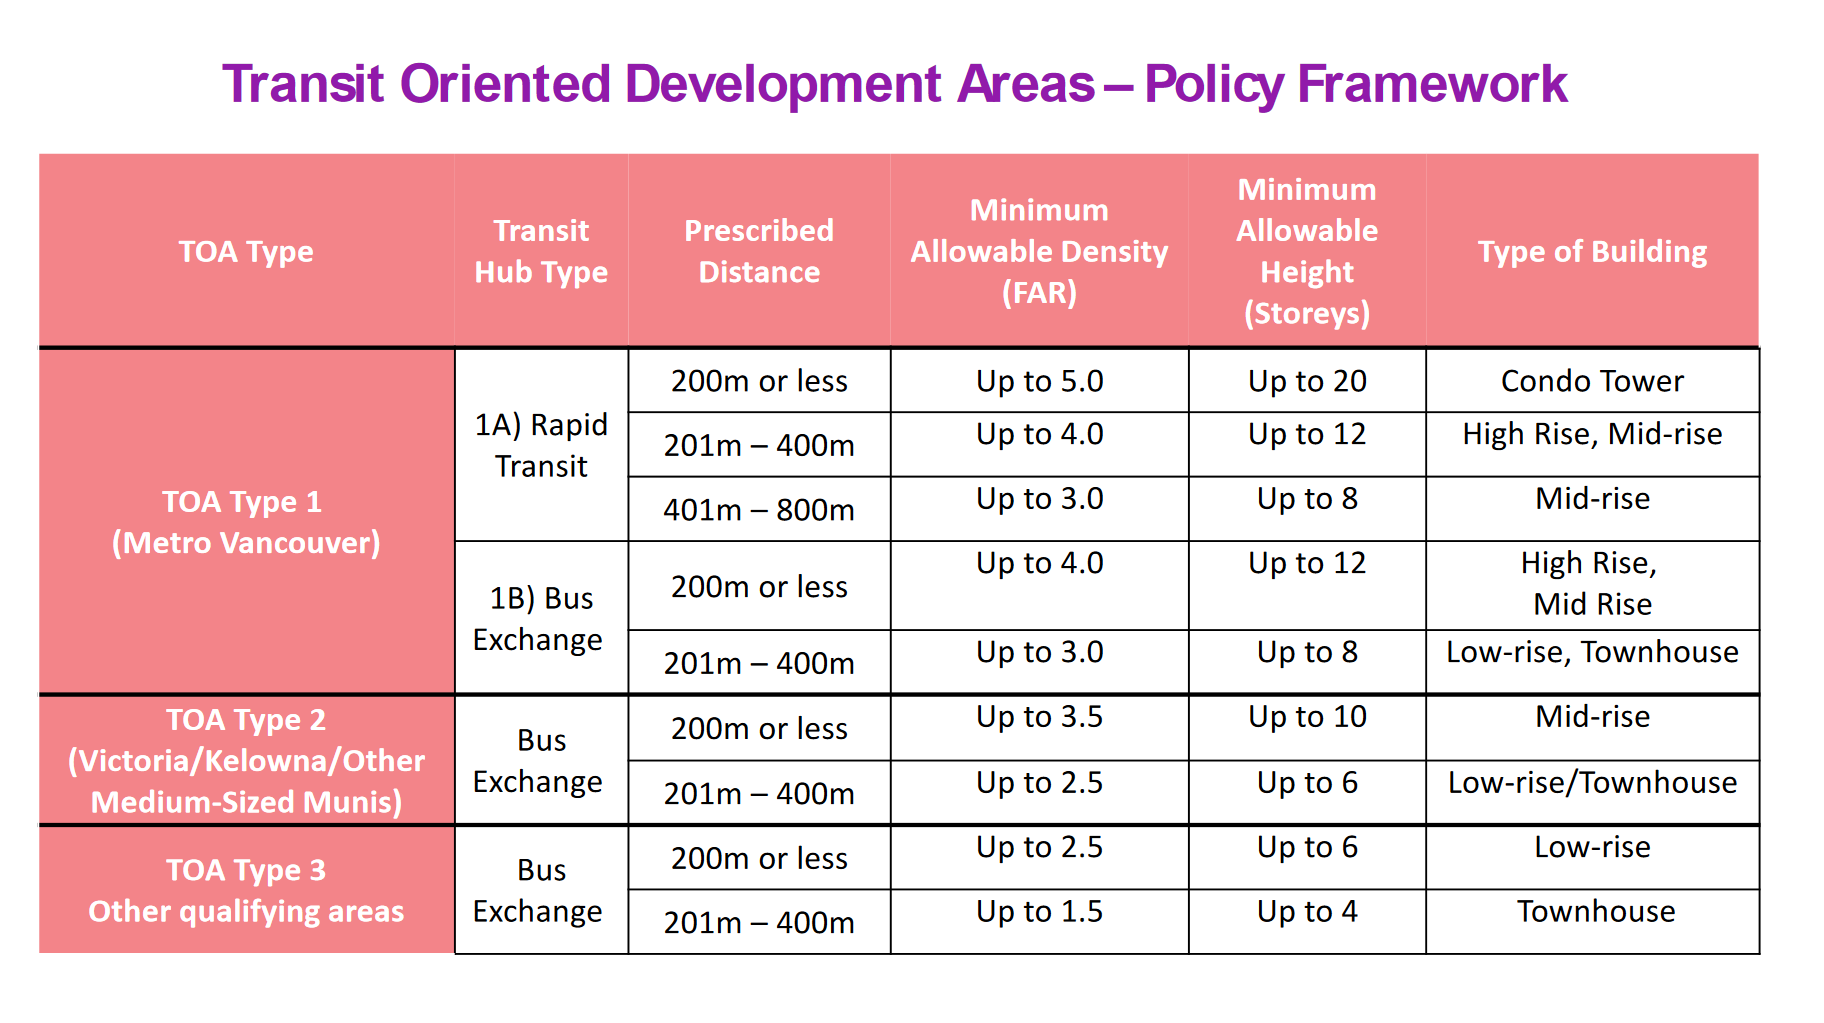 Transit Oriented Development Areas – Policy Framework
TOA Type
Transit
Hub Type
Prescribed
Distance
Minimum
Allowable Density
(FAR)
Minimum
Allowable
Height
(Storeys)
Type of Building
TOA Type 1
(Metro Vancouver)
1A) Rapid
Transit
200m or less
Up to 5.0
Up to 20
Condo Tower
201m – 400m
Up to 4.0
Up to 12
High Rise, Mid-rise
401m – 800m
Up to 3.0
Up to 8
Mid-rise
1B) Bus
Exchange
200m or less
Up to 4.0
Up to 12
High Rise,
Mid Rise
201m – 400m
Up to 3.0
Up to 8
Low-rise, Townhouse
TOA Type 2
(Victoria/Kelowna/Other
Medium-Sized Munis)
Bus
Exchange
200m or less
Up to 3.5
Up to 10
Mid-rise
201m – 400m
Up to 2.5
Up to 6
Low-rise/Townhouse
TOA Type 3
Other qualifying areas
Bus
Exchange
200m or less
Up to 2.5
Up to 6
Low-rise
201m – 400m
Up to 1.5
Up to 4
Townhouse